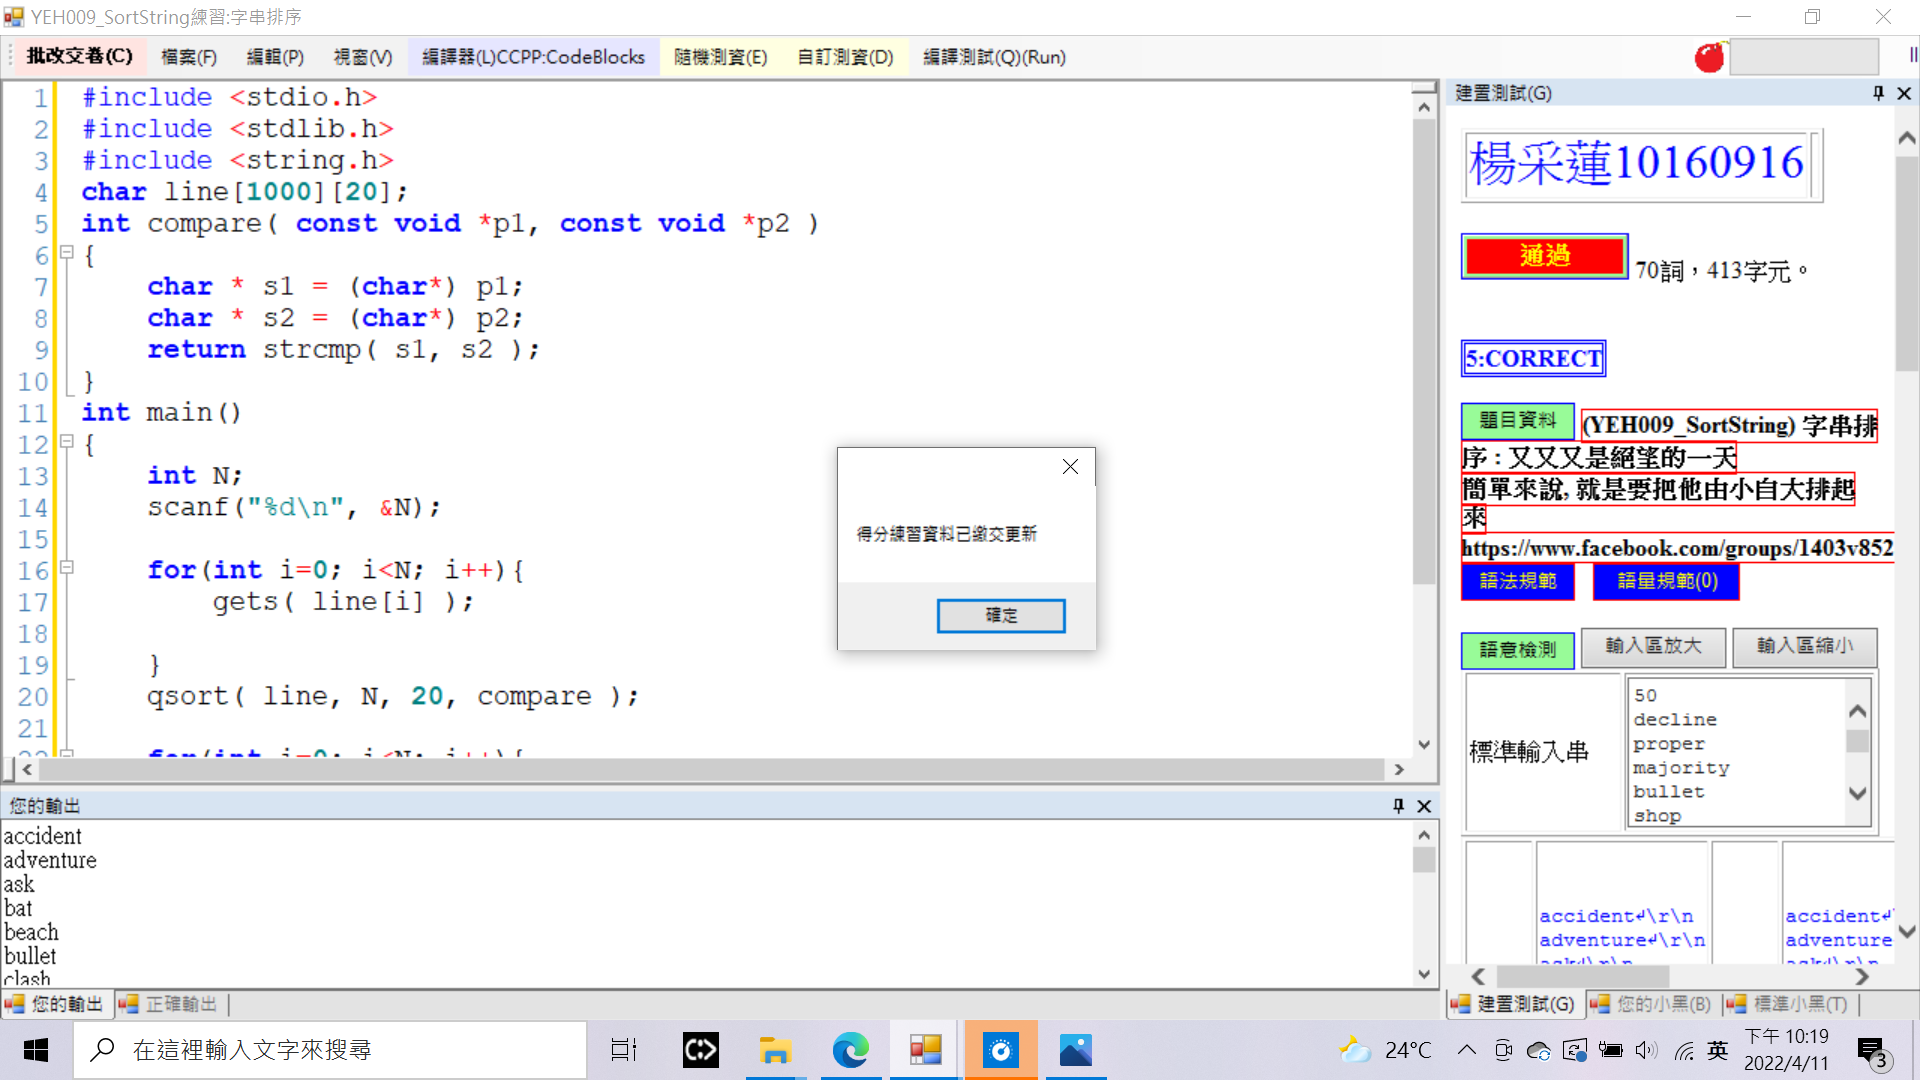 YEH009_SortString練習:字串排序
批改交卷(C) 檔案(F) 編輯(P) 視窗(V) 編譯器(L)CCPP:CodeBlocks 隨機測資(E) 自訂測資(D) 編譯測試(Q)(Run)
1 #include <stdio.h>
2 #include <stdlib.h>
3 #include <string.h>
4 char line[1000][20];
5 int compare( const void *p1, const void *p2 )
6 {
7 char * s1 = (char*) p1;
8 char * s2 = (char*) p2;
9 return strcmp( s1, s2 );
10 }
11 int main()
12 {
13 int N;
14 scanf("%d\n", &N);
15
16 for(int i=0; i<N; i++){
17 gets( line[i] );
18
19 }
20 qsort( line, N, 20, compare );
21
22 for(int i=0; i<N; i++){
得分練習資料已繳交更新
確定
您的輸出
accident
adventure
ask
bat
beach
bullet
clash
您的輸出 正確輸出
建置測試(G)
楊采蓮10160916
通過 70詞，413字元。
5:CORRECT
題目資料 (YEH009_SortString) 字串排
序 : 又又又是絕望的一天
簡單來說, 就是要把他由小自大排起
來
https://www.facebook.com/groups/1403v852
語法規範 語量規範(0)
語意檢測 輸入區放大 輸入區縮小
標準輸入串
50
decline
proper
majority
bullet
shop
accident↲\r\n accident↲
adventure↲\r\n adventure
ask↲\r\n
建置測試(G) 您的小黑(B) 標準小黑(T)
在這裡輸入文字來搜尋
24°C 英 下午 10:19
2022/4/11 3